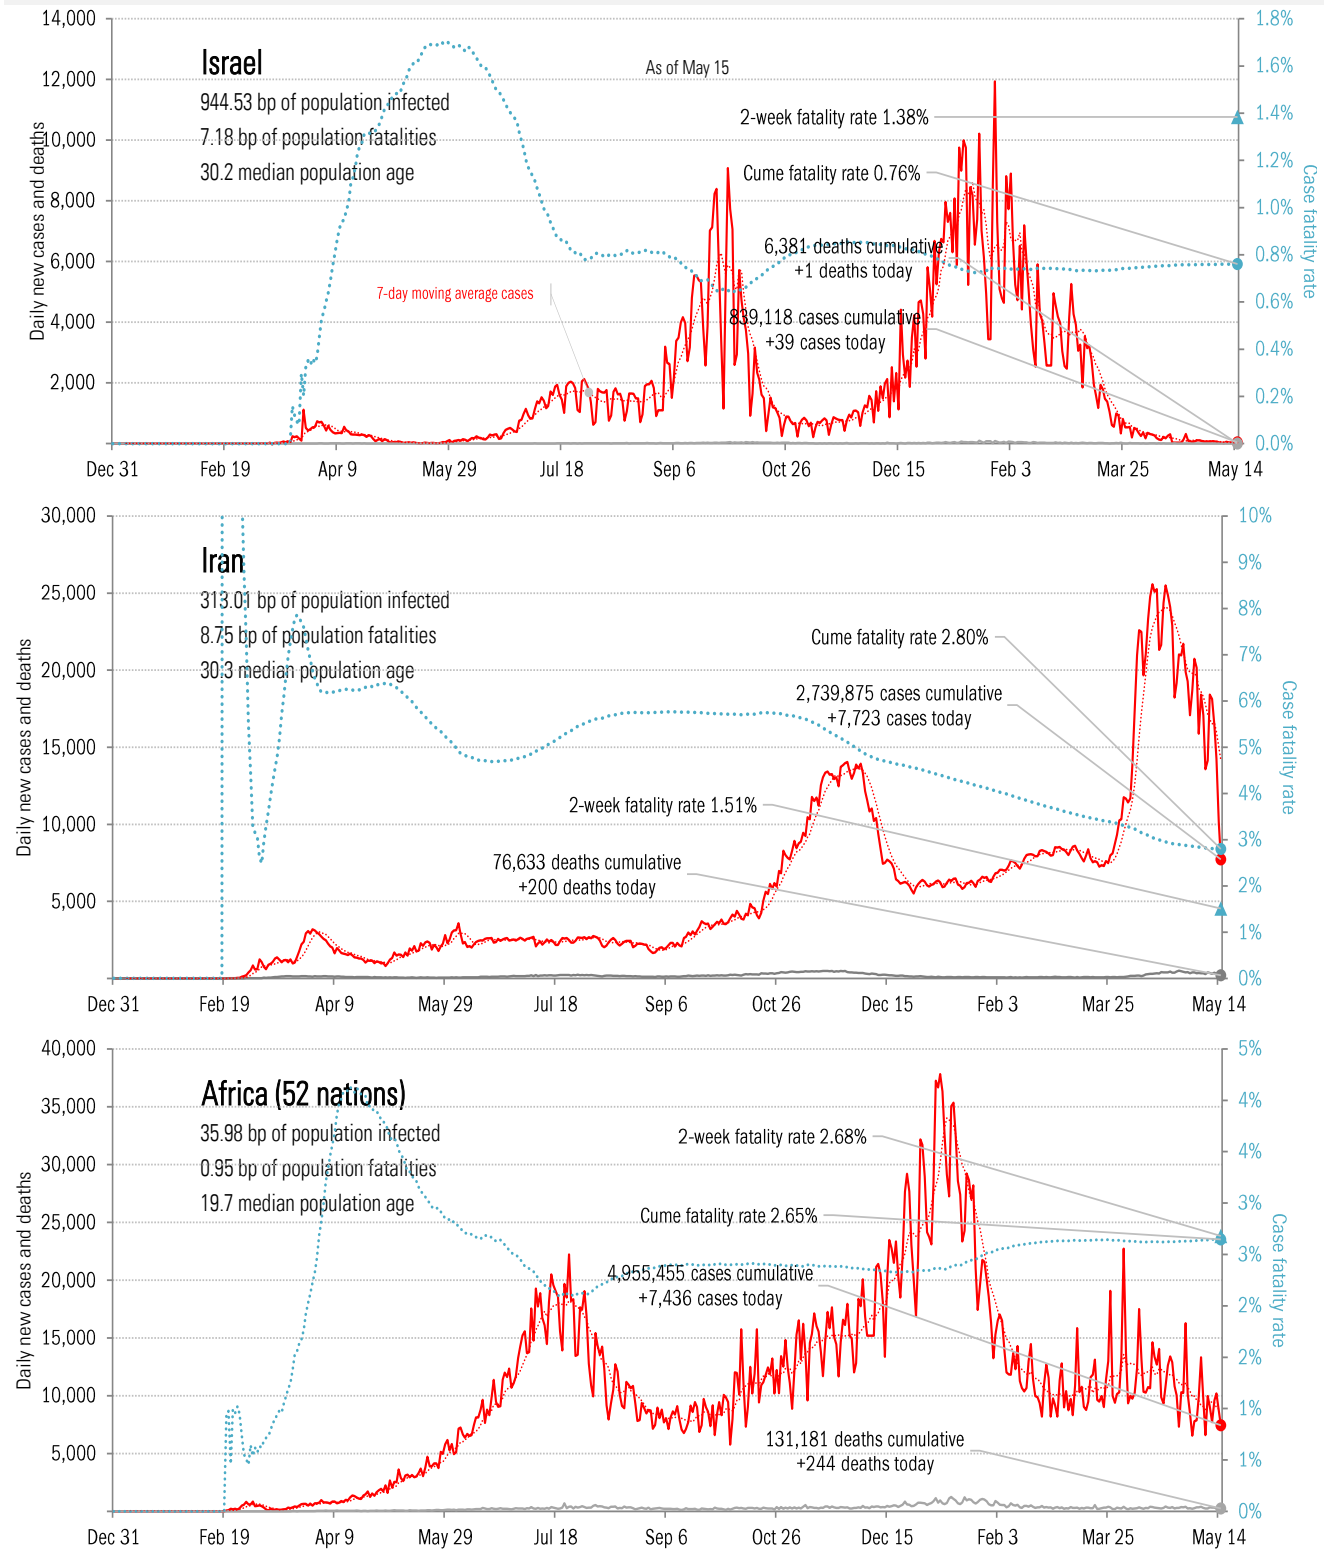 14,000
12,000
10,000
8,000
6,000
4,000
2,000
Daily new cases and deaths
Israel
944.53 bp of population infected
7.18 bp of population fatalities
30.2 median population age
As of May 15
2-week fatality rate 1.38%
Cume fatality rate 0.76%
6,381 deaths cumulative
+1 deaths today
7-day moving average cases
839,118 cases cumulative
+39 cases today
1.8%
1.6%
1.4%
1.2%
1.0%
0.8%
0.6%
0.4%
0.2%
0.0%
Case fatality rate
Dec 31 Feb 19 Apr 9 May 29 Jul 18 Sep 6 Oct 26 Dec 15 Feb 3 Mar 25 May 14
30,000
25,000
20,000
15,000
10,000
5,000
Daily new cases and deaths
Iran
313.01 bp of population infected
8.75 bp of population fatalities
30.3 median population age
Cume fatality rate 2.80%
2,739,875 cases cumulative
+7,723 cases today
2-week fatality rate 1.51%
76,633 deaths cumulative
+200 deaths today
10%
9%
8%
7%
6%
5%
4%
3%
2%
1%
0%
Case fatality rate
Dec 31 Feb 19 Apr 9 May 29 Jul 18 Sep 6 Oct 26 Dec 15 Feb 3 Mar 25 May 14
40,000
35,000
30,000
25,000
20,000
15,000
10,000
5,000
Daily new cases and deaths
Africa (52 nations)
35.98 bp of population infected
0.95 bp of population fatalities
19.7 median population age
2-week fatality rate 2.68%
Cume fatality rate 2.65%
4,955,455 cases cumulative
+7,436 cases today
131,181 deaths cumulative
+244 deaths today
5%
4%
4%
3%
3%
2%
2%
1%
1%
0%
Case fatality rate
Dec 31 Feb 19 Apr 9 May 29 Jul 18 Sep 6 Oct 26 Dec 15 Feb 3 Mar 25 May 14